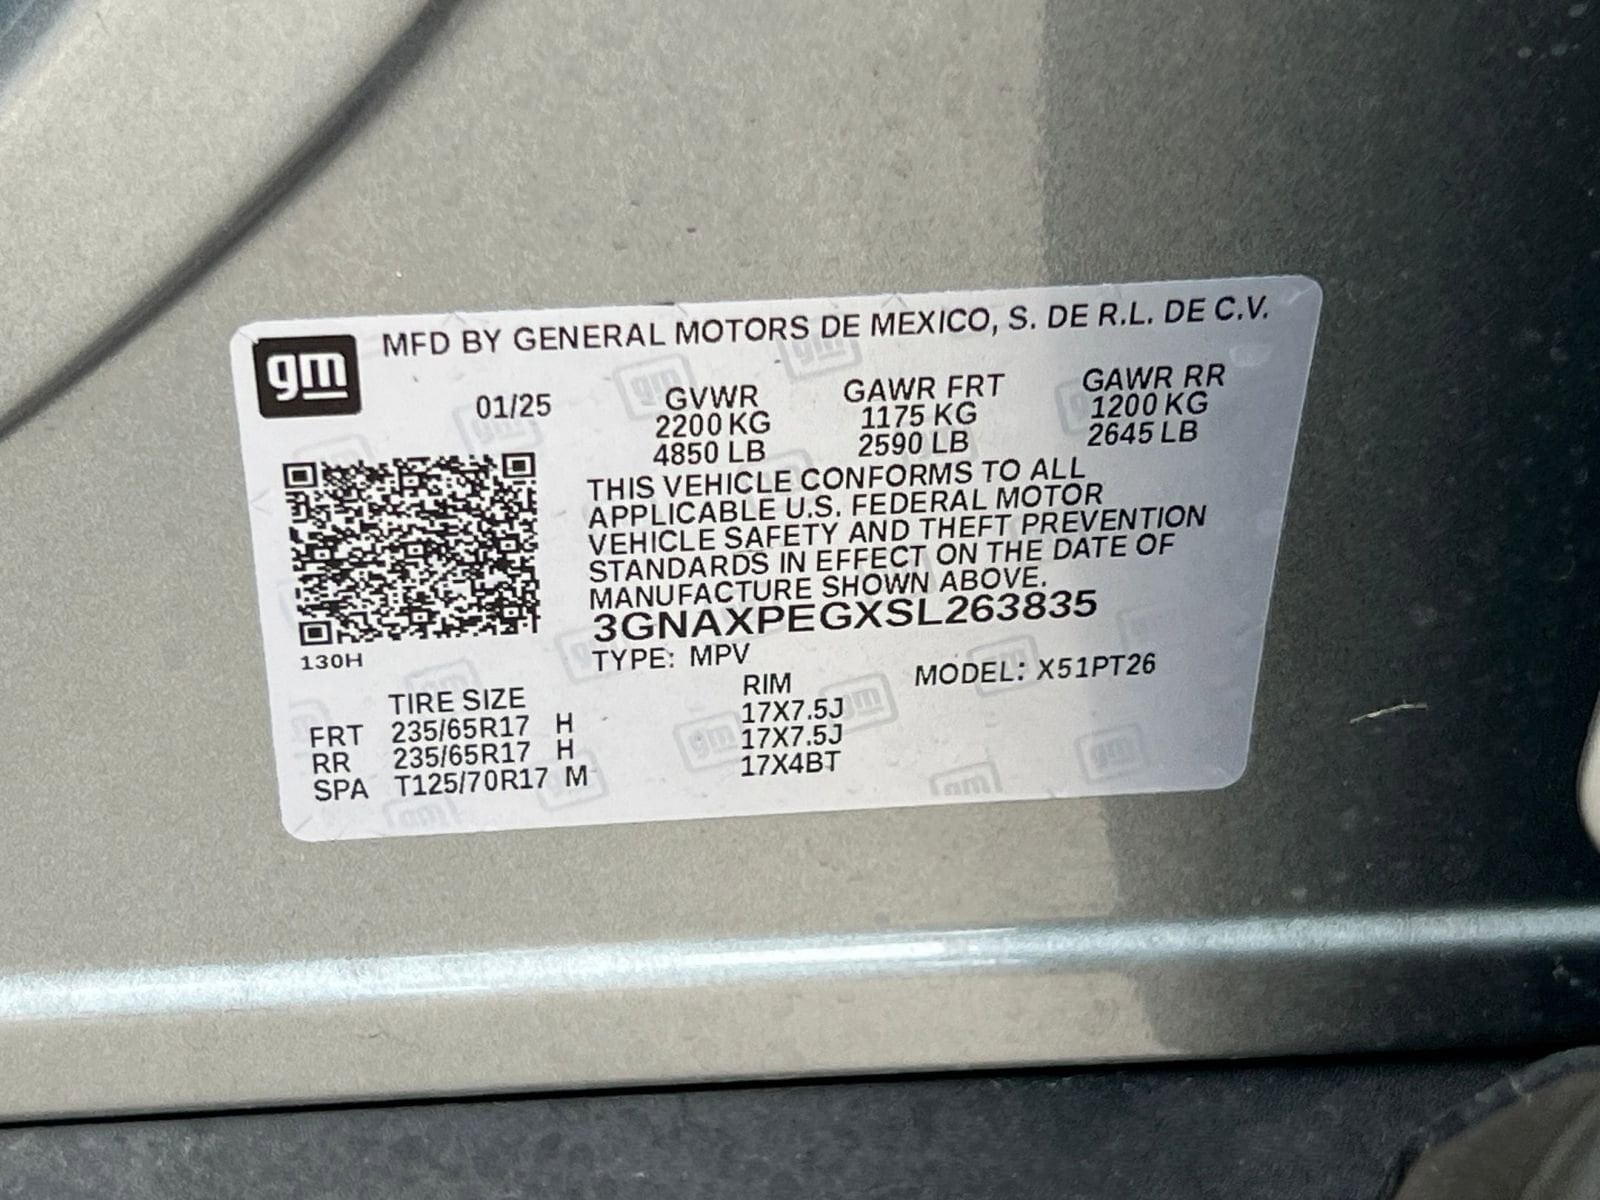 gm
MFD BY GENERAL MOTORS DE MEXICO, S. DE R.L. DE C.V.
01/25 GVWR GAWR FRT GAWR RR
2200 KG 1175 KG 1200 KG
4850 LB 2590 LB 2645 LB
THIS VEHICLE CONFORMS TO ALL
APPLICABLE U.S. FEDERAL MOTOR
VEHICLE SAFETY AND THEFT PREVENTION
STANDARDS IN EFFECT ON THE DATE OF
MANUFACTURE SHOWN ABOVE.
3GNAXPEGXSL263835
130H
TYPE: MPV MODEL: X51PT26
TIRE SIZE RIM
FRT 235/65R17 H 17X7.5J
RR 235/65R17 H 17X7.5J
SPA T125/70R17 M 17X4BT